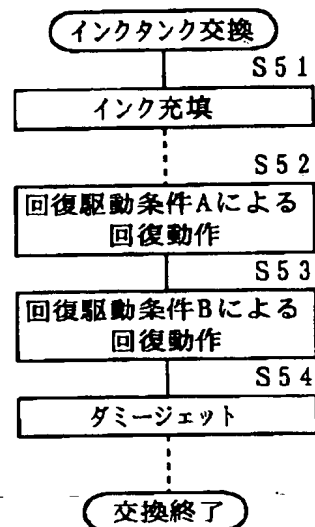 インクタンク交換
S51
インク充填
S52
回復駆動条件Aによる
回復動作
S53
回復駆動条件Bによる
回復動作
S54
ダミージェット
交換終了